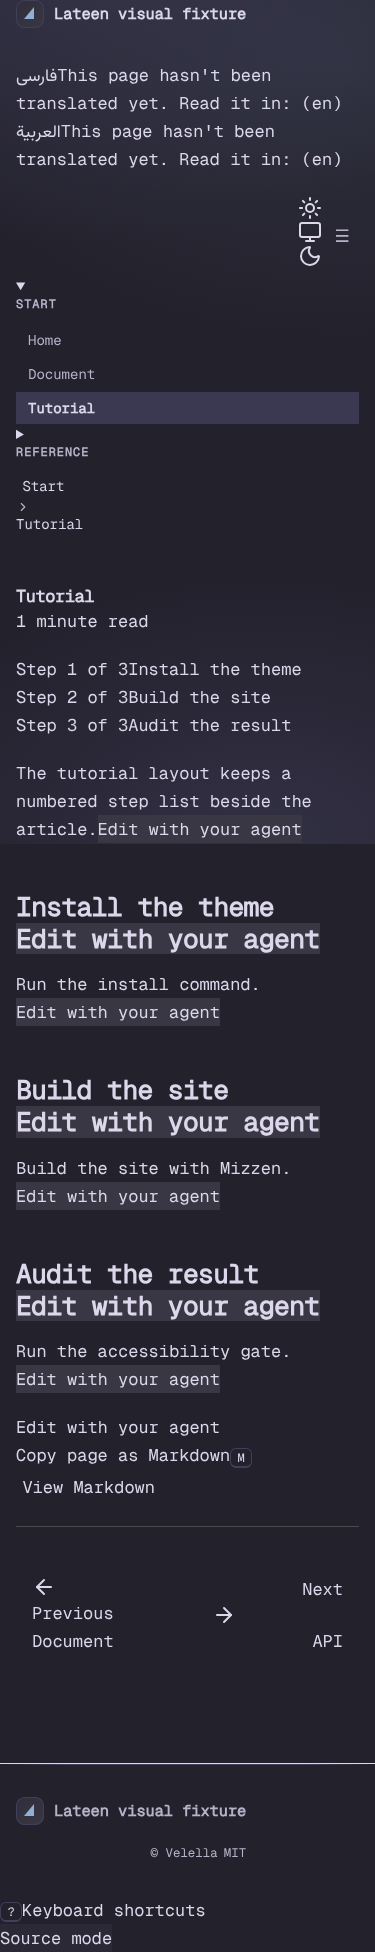 Lateen visual fixture
فارسیThis page hasn't been
translated yet. Read it in: (en)
العربيةThis page hasn't been
translated yet. Read it in: (en)
START
Home
Document
Tutorial
REFERENCE
Start
Tutorial
Tutorial
1 minute read
Step 1 of 3Install the theme
Step 2 of 3Build the site
Step 3 of 3Audit the result
The tutorial layout keeps a
numbered step list beside the
article.Edit with your agent
Install the theme
Edit with your agent
Run the install command.
Edit with your agent
Build the site
Edit with your agent
Build the site with Mizzen.
Edit with your agent
Audit the result
Edit with your agent
Run the accessibility gate.
Edit with your agent
Edit with your agent
Copy page as Markdown M
View Markdown
Previous
Document
Next
API
Lateen visual fixture
© Velella MIT
? Keyboard shortcuts
Source mode